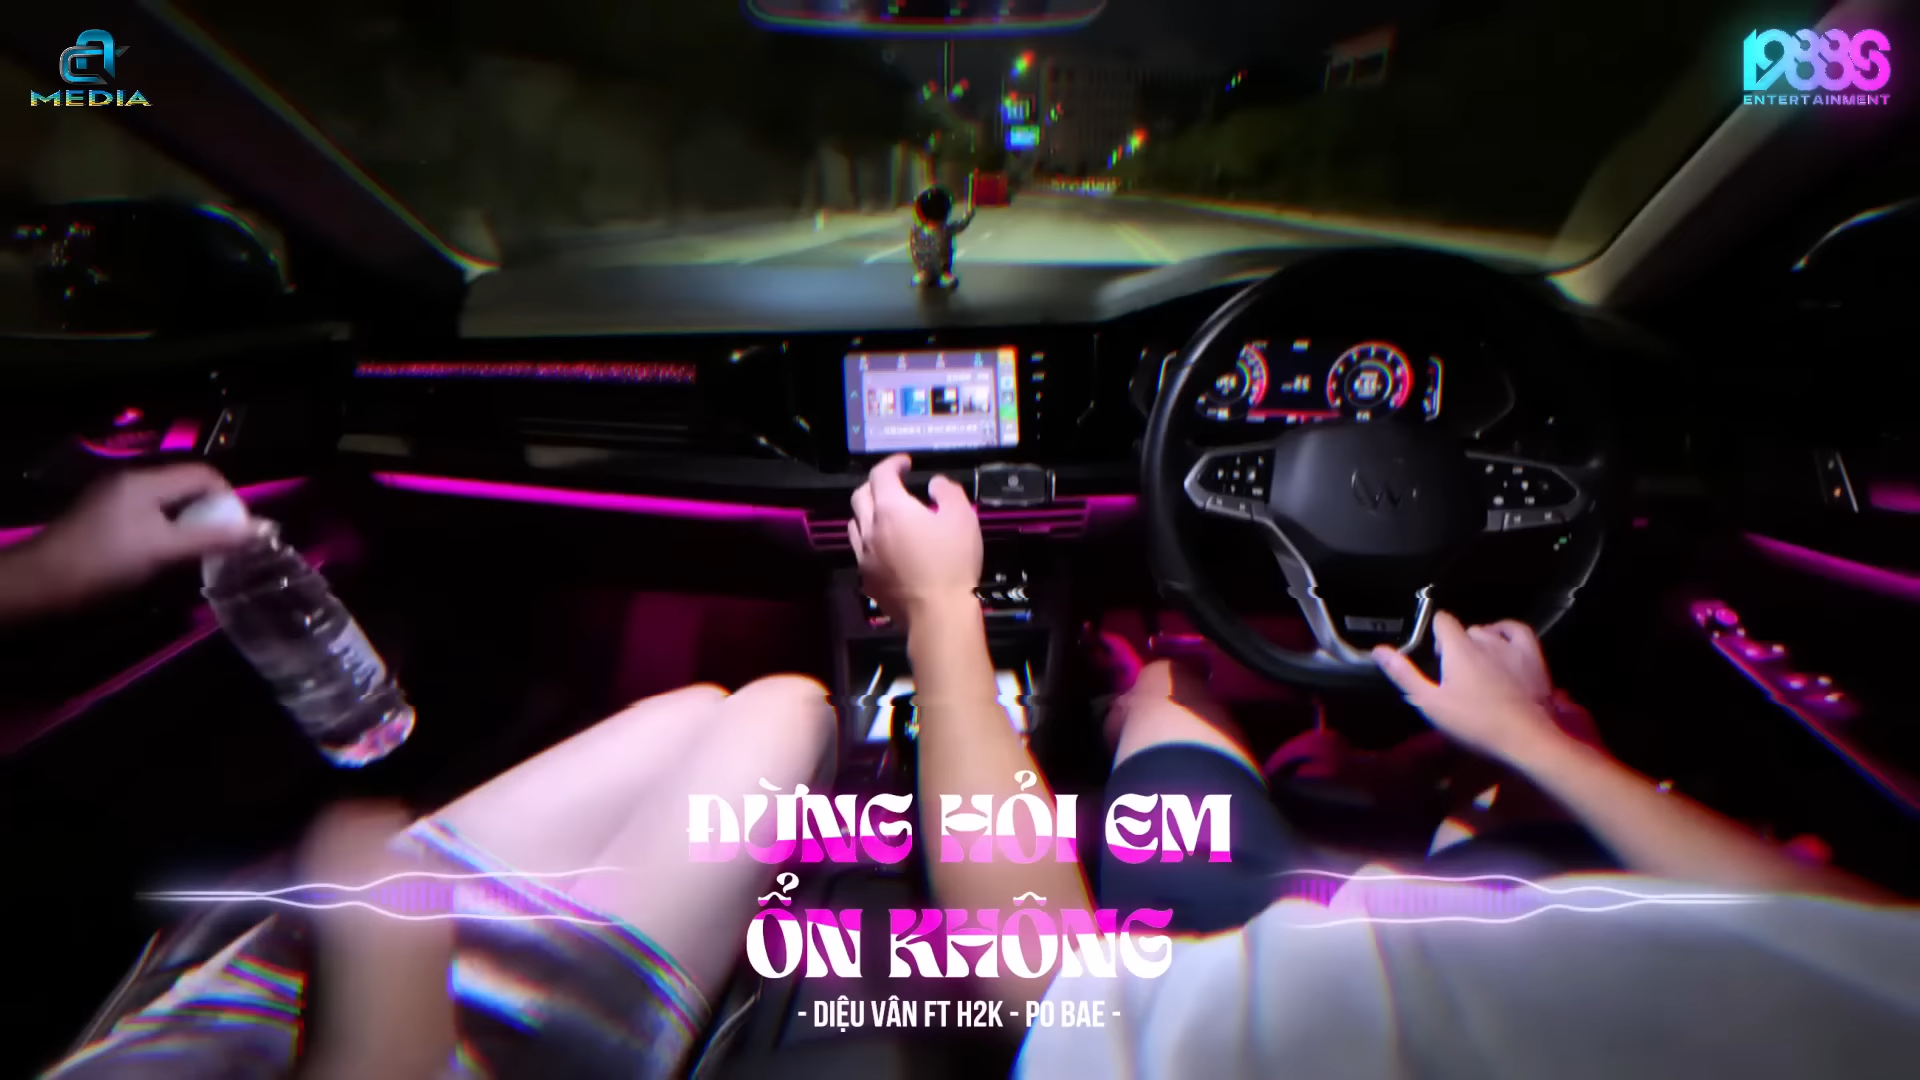 MEDIA
1988S
ENTERTAINMENT
ĐỪNG HỎI EM
ỔN KHÔNG
- DIỆU VÂN FT H2K - PO BAE -